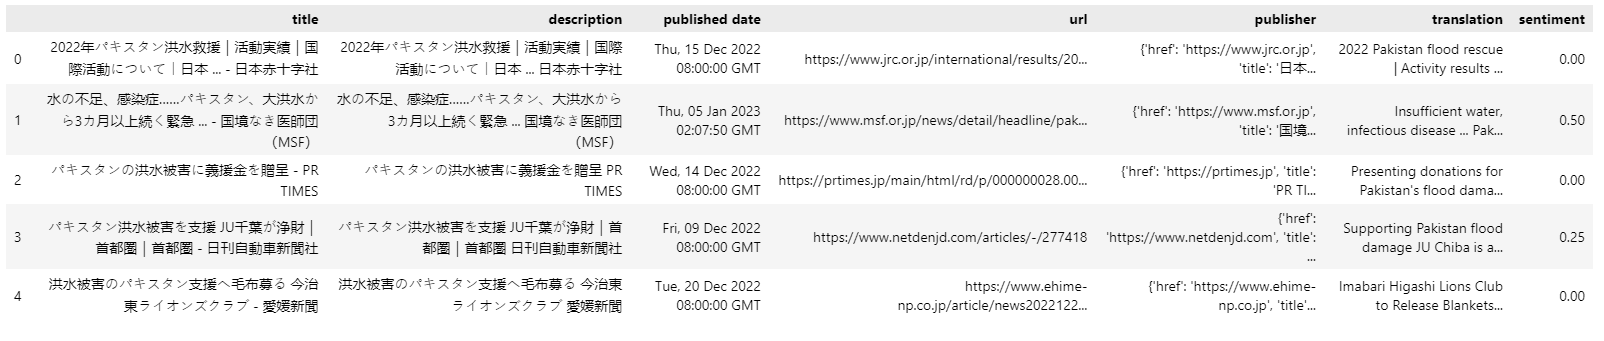 title description published date url publisher translation sentiment
0
2022年パキスタン洪水救援｜活動実績｜国
際活動について｜日本 ... - 日本赤十字社
2022年パキスタン洪水救援｜活動実績｜国際
活動について｜日本 ... 日本赤十字社
Thu, 15 Dec 2022
08:00:00 GMT
https://www.jrc.or.jp/international/results/20...
{'href': 'https://www.jrc.or.jp',
'title': '日本...
2022 Pakistan flood rescue
| Activity results ...
0.00
1
水の不足、感染症……パキスタン、大洪水か
ら3カ月以上続く緊急 ... - 国境なき医師団
（MSF）
水の不足、感染症……パキスタン、大洪水から
3カ月以上続く緊急 ... 国境なき医師団
（MSF）
Thu, 05 Jan 2023
02:07:50 GMT
https://www.msf.or.jp/news/detail/headline/pak...
{'href': 'https://www.msf.or.jp',
'title': '国境...
Insufficient water,
infectious disease ... Pak...
0.50
2
パキスタンの洪水被害に義援金を贈呈 - PR
TIMES
パキスタンの洪水被害に義援金を贈呈 PR
TIMES
Wed, 14 Dec 2022
08:00:00 GMT
https://prtimes.jp/main/html/rd/p/000000028.00...
{'href': 'https://prtimes.jp', 'title':
'PR TI...
Presenting donations for
Pakistan's flood dama...
0.00
3
パキスタン洪水被害を支援 JU千葉が浄財｜
首都圏｜首都圏 - 日刊自動車新聞社
パキスタン洪水被害を支援 JU千葉が浄財｜首
都圏｜首都圏 日刊自動車新聞社
Fri, 09 Dec 2022
08:00:00 GMT
https://www.netdenjd.com/articles/-/277418
{'href':
'https://www.netdenjd.com', 'title':
...
Supporting Pakistan flood
damage JU Chiba is a...
0.25
4
洪水被害のパキスタン支援へ毛布募る 今治
東ライオンズクラブ - 愛媛新聞
洪水被害のパキスタン支援へ毛布募る 今治東
ライオンズクラブ 愛媛新聞
Tue, 20 Dec 2022
08:00:00 GMT
https://www.ehime-
np.co.jp/article/news2022122...
{'href': 'https://www.ehime-
np.co.jp', 'title'...
Imabari Higashi Lions Club
to Release Blankets...
0.00